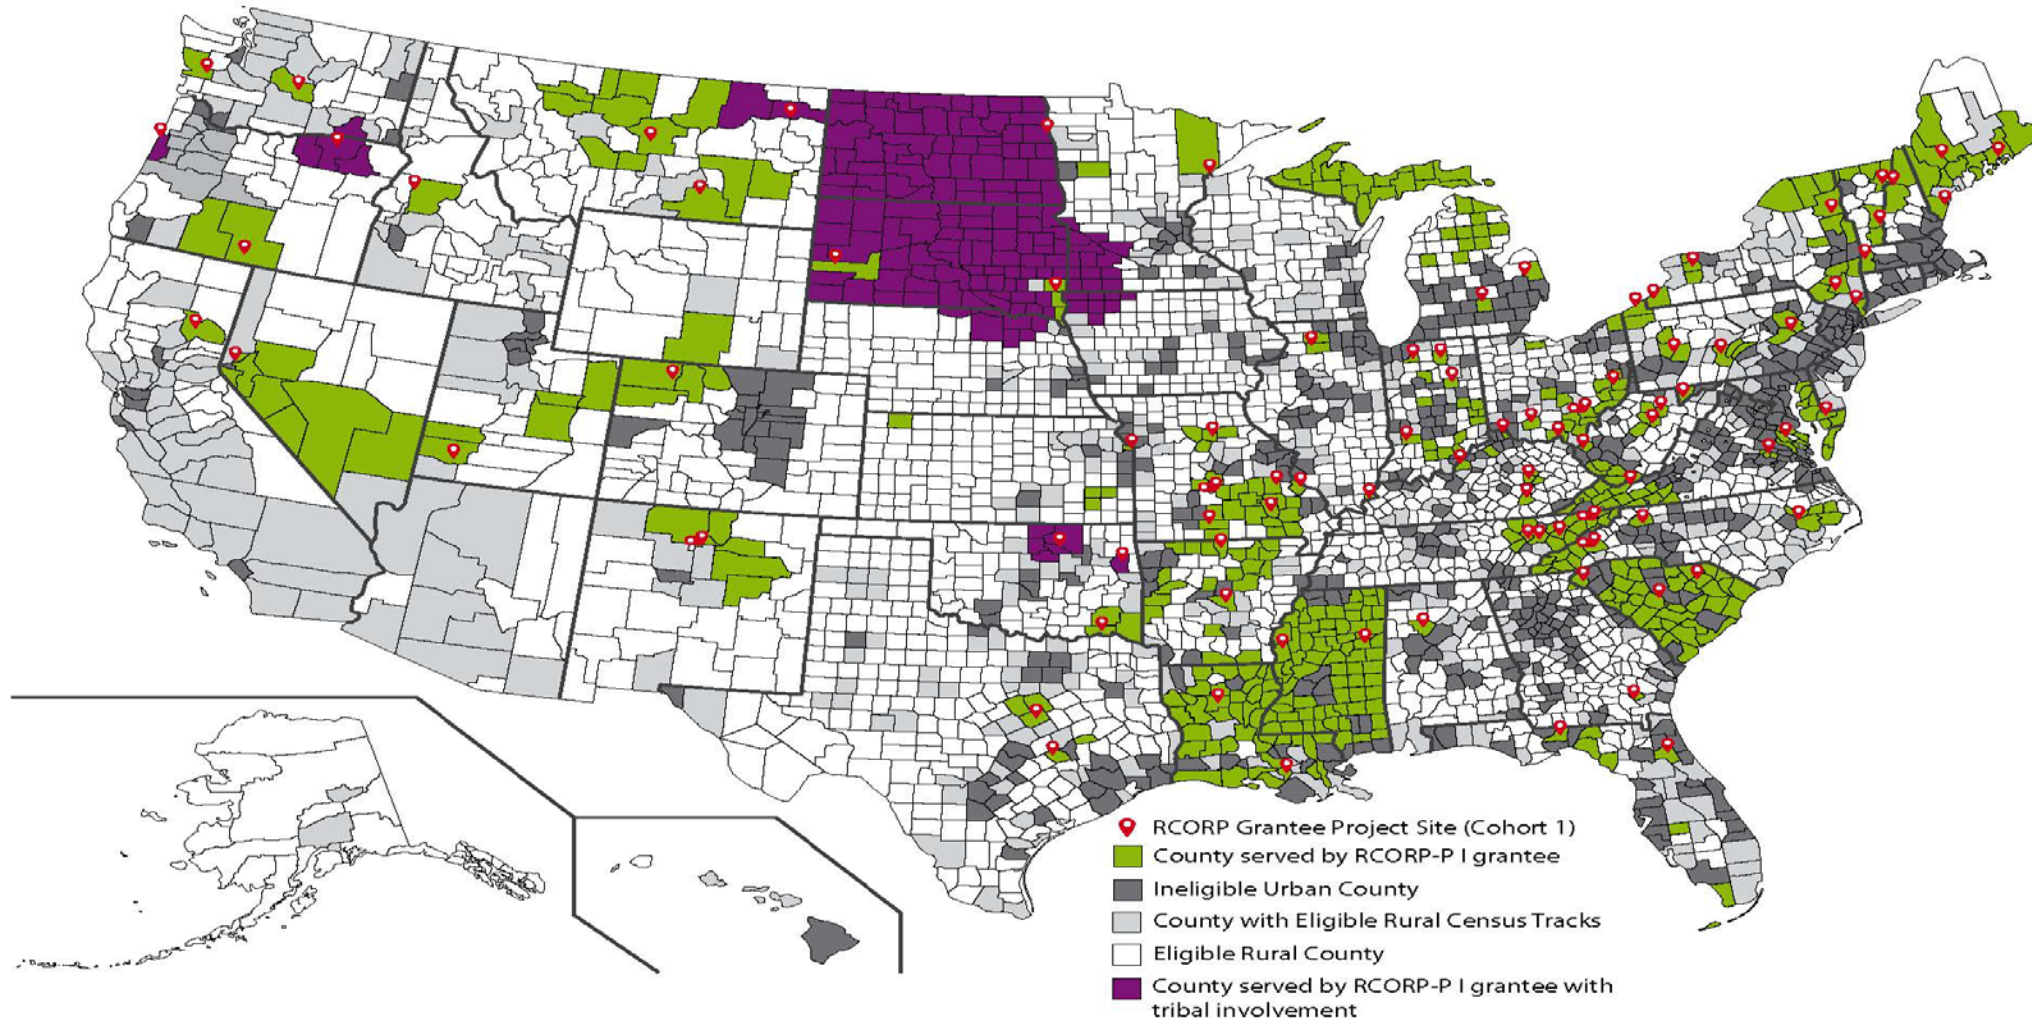 RCORP Grantee Project Site (Cohort 1)
County served by RCORP-P I grantee
Ineligible Urban County
County with Eligible Rural Census Tracks
Eligible Rural County
County served by RCORP-P I grantee with
tribal involvement